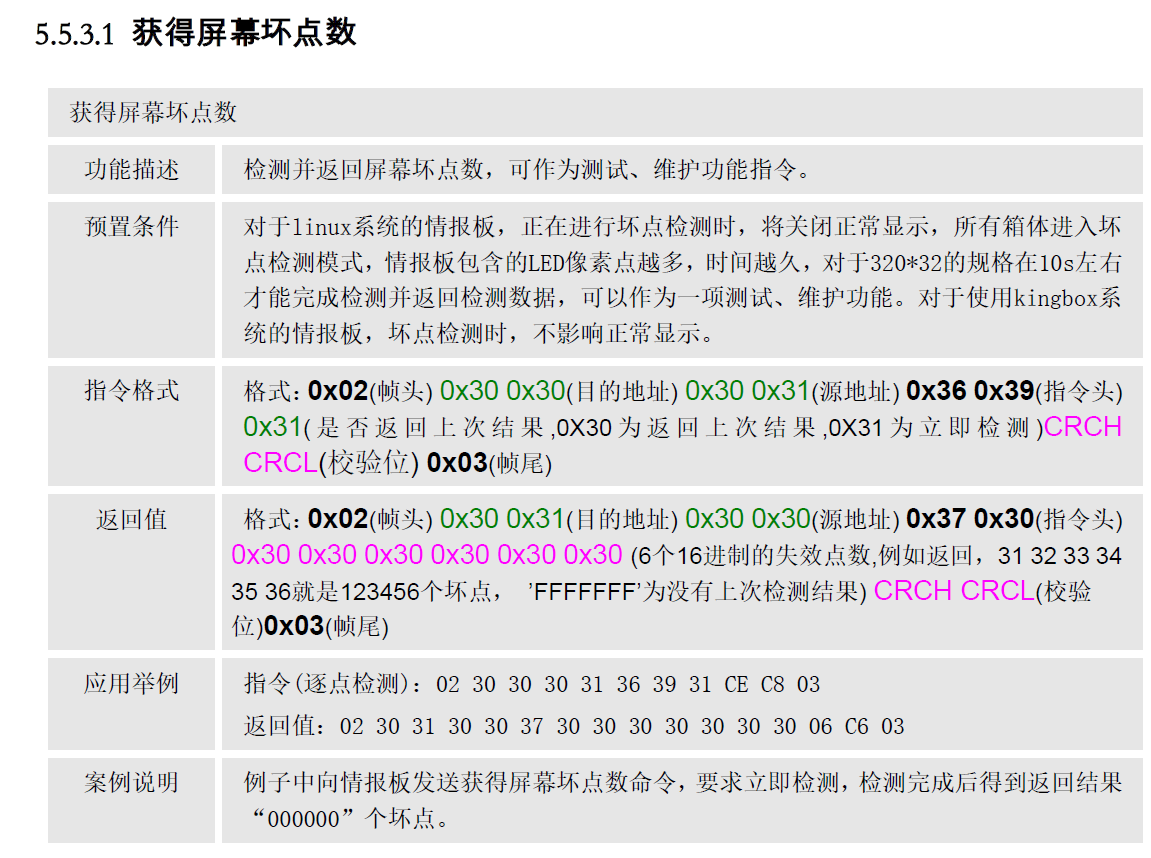 5.5.3.1 获得屏幕坏点数
获得屏幕坏点数
功能描述
检测并返回屏幕坏点数，可作为测试、维护功能指令。
预置条件
对于linux系统的情报板，正在进行坏点检测时，将关闭正常显示，所有箱体进入坏
点检测模式，情报板包含的LED像素点越多，时间越久，对于320*32的规格在10s左右
才能完成检测并返回检测数据，可以作为一项测试、维护功能。对于使用kingbox系
统的情报板，坏点检测时，不影响正常显示。
指令格式
格式：0x02(帧头) 0x30 0x30(目的地址) 0x30 0x31(源地址) 0x36 0x39(指令头)
0x31(是否返回上次结果,0X30为返回上次结果,0X31为立即检测)CRCH
CRCL(校验位) 0x03(帧尾)
返回值
格式：0x02(帧头) 0x30 0x31(目的地址) 0x30 0x30(源地址) 0x37 0x30(指令头)
0x30 0x30 0x30 0x30 0x30 0x30 (6个16进制的失效点数,例如返回，31 32 33 34
35 36就是123456个坏点， ’FFFFFFF’为没有上次检测结果) CRCH CRCL(校验
位)0x03(帧尾)
应用举例
指令(逐点检测)：02 30 30 30 31 36 39 31 CE C8 03
返回值：02 30 31 30 30 37 30 30 30 30 30 30 30 06 C6 03
案例说明
例子中向情报板发送获得屏幕坏点数命令，要求立即检测，检测完成后得到返回结果
“000000”个坏点。